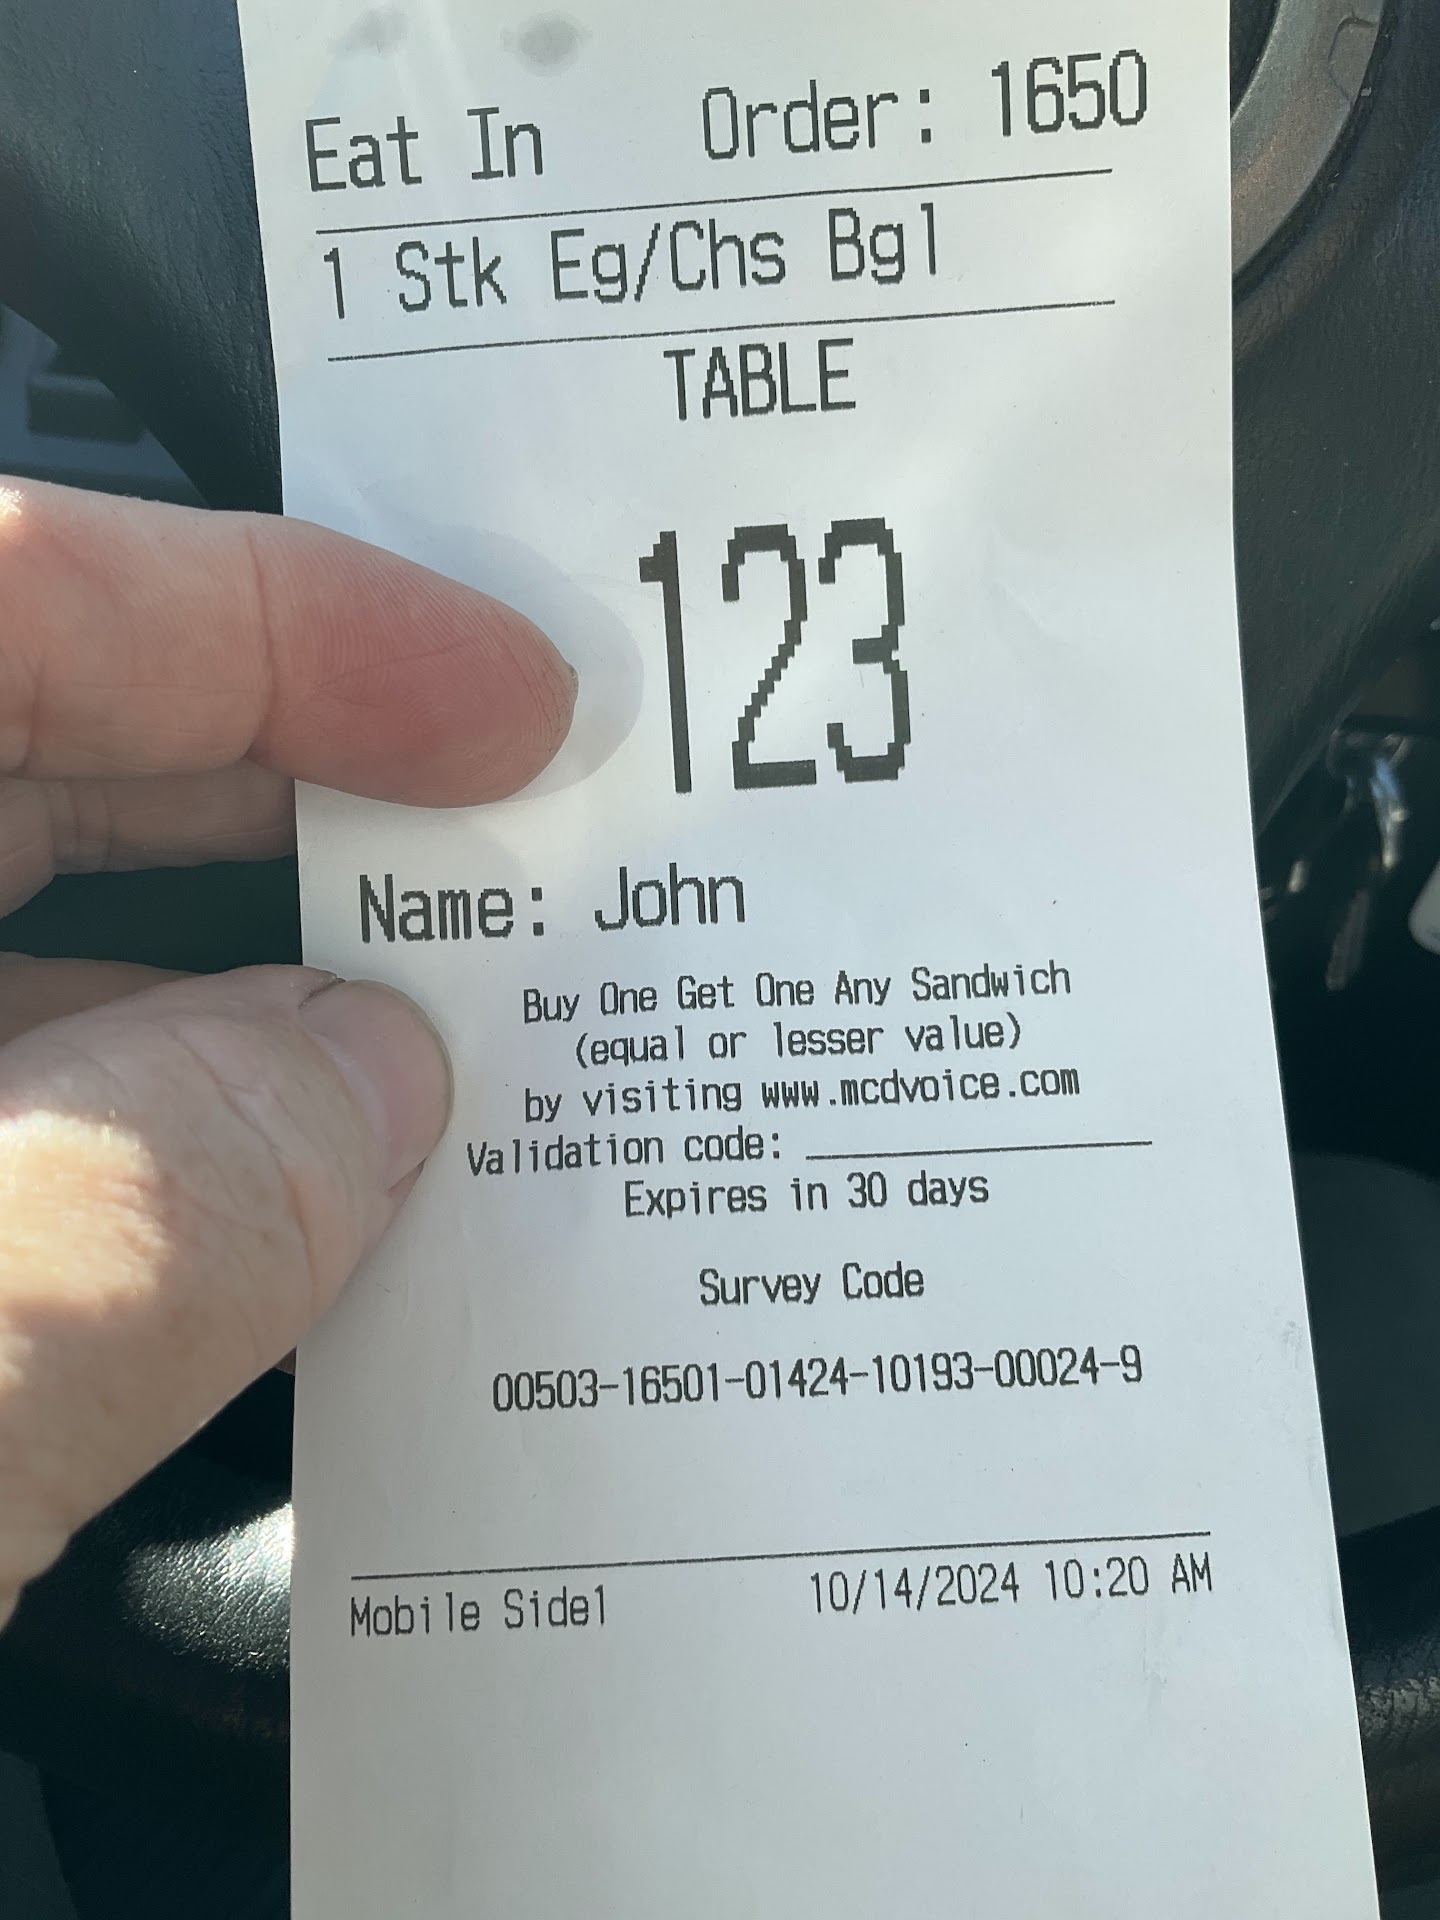 Eat In Order: 1650
1 Stk Eg/Chs Bgl
TABLE
123
Name: John
Buy One Get One Any Sandwich
(equal or lesser value)
by visiting www.mcdvoice.com
Validation code: ____________
Expires in 30 days
Survey Code
00503-16501-01424-10193-00024-9
Mobile Side1 10/14/2024 10:20 AM